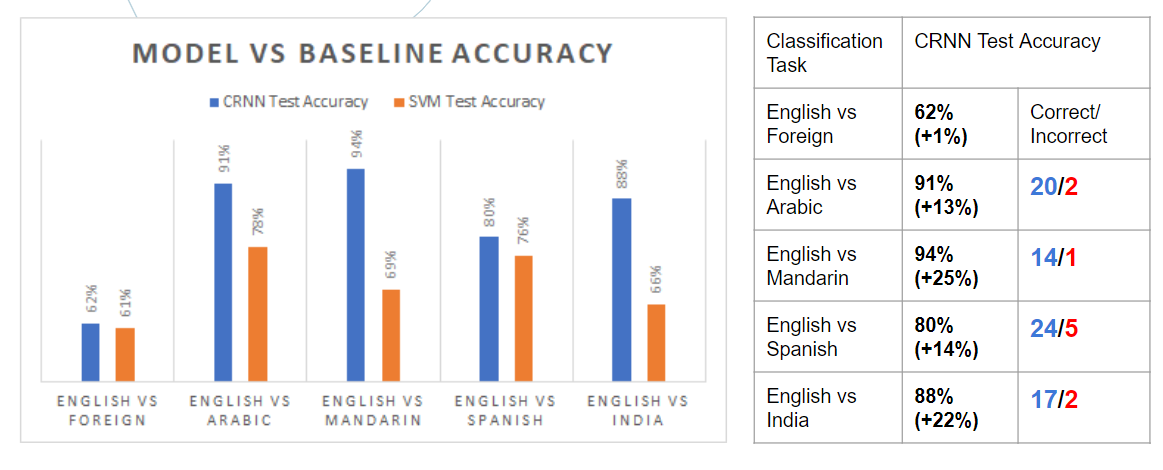 MODEL VS BASELINE ACCURACY
CRNN Test Accuracy SVM Test Accuracy
62% 61% 91% 78% 94% 69% 80% 76% 88% 66%
ENGLISH VS FOREIGN
ENGLISH VS ARABIC
ENGLISH VS MANDARIN
ENGLISH VS SPANISH
ENGLISH VS INDIA
Classification Task
CRNN Test Accuracy
English vs Foreign
62% (+1%)
Correct/ Incorrect
English vs Arabic
91% (+13%)
20/2
English vs Mandarin
94% (+25%)
14/1
English vs Spanish
80% (+14%)
24/5
English vs India
88% (+22%)
17/2